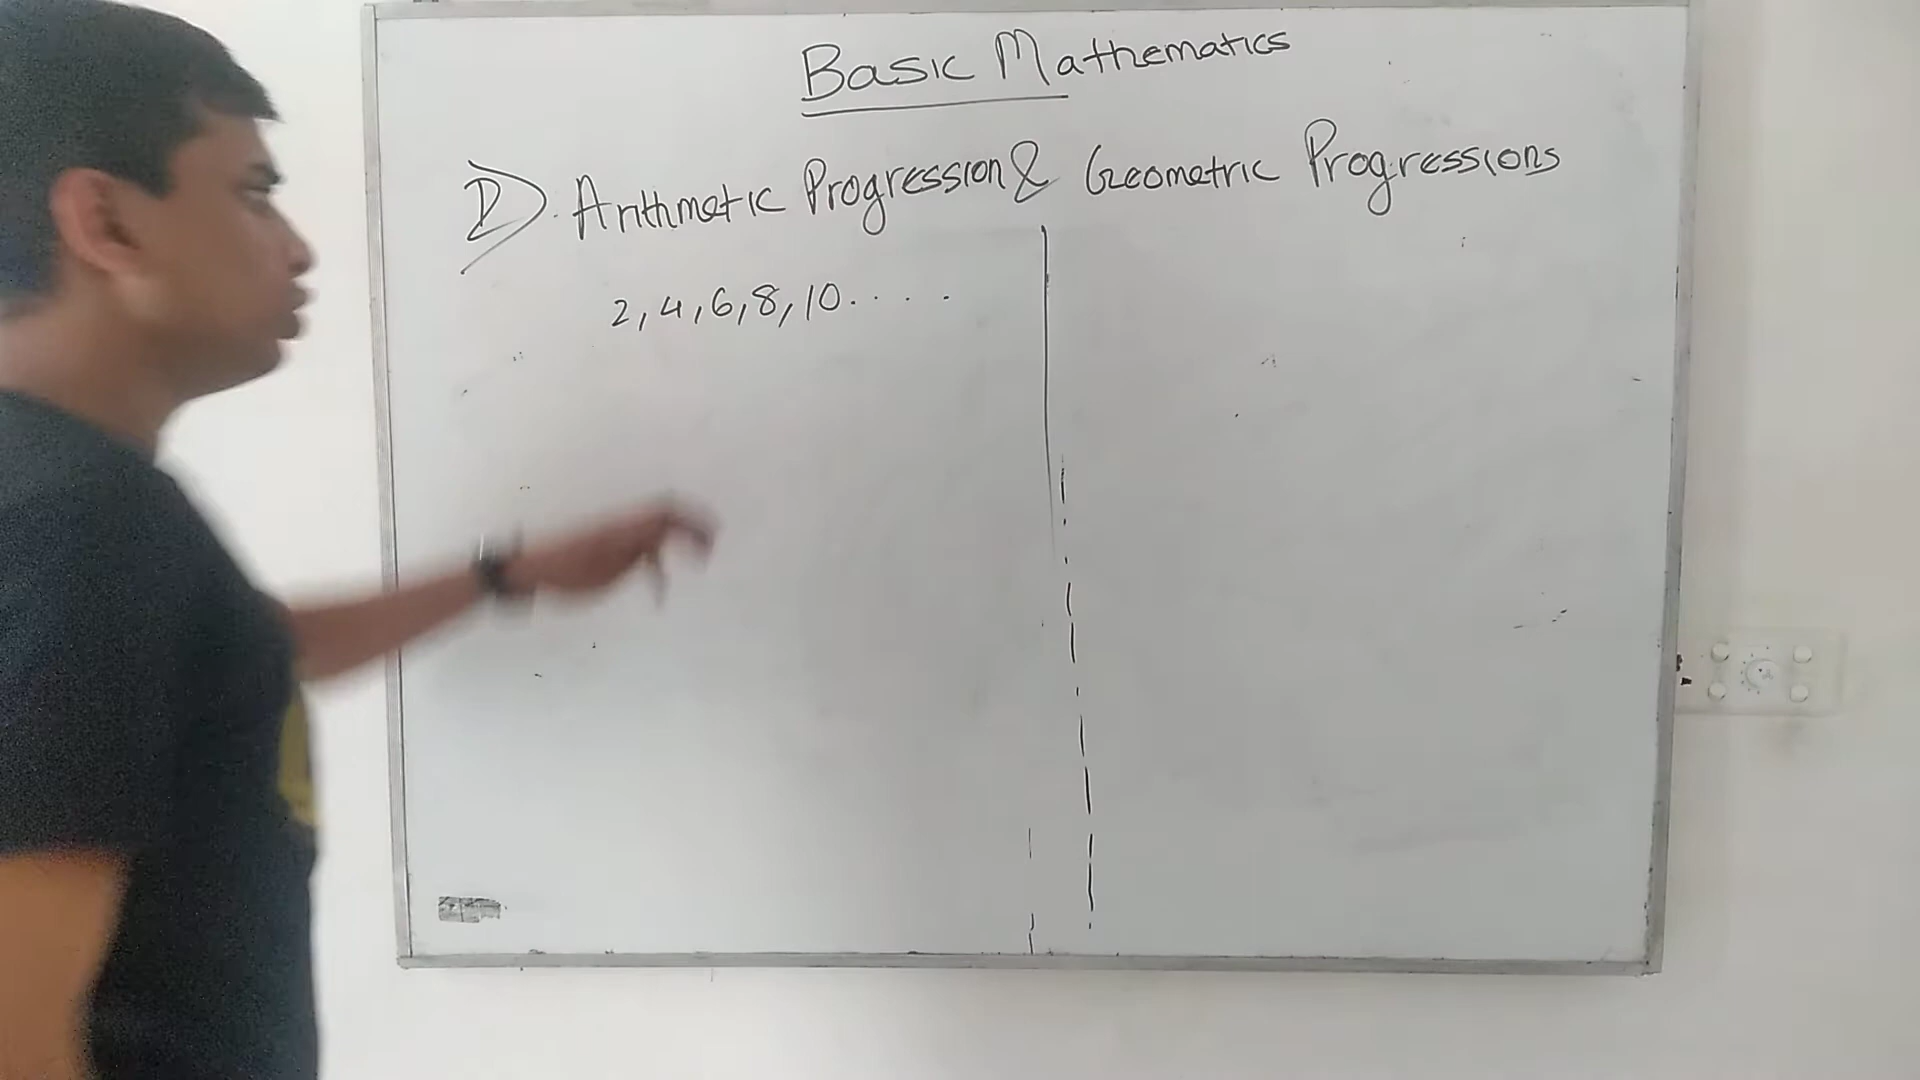 Basic Mathematics
D. Arithmetic Progression & Geometric Progressions
2, 4, 6, 8, 10. . . .